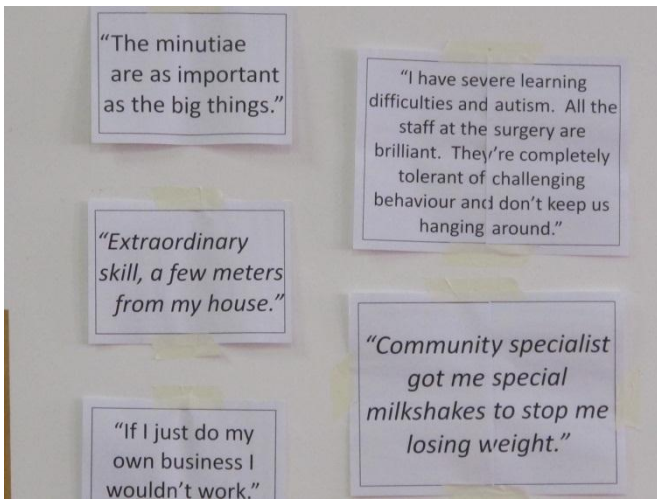 “The minutiae
are as important
as the big things.”
“Extraordinary
skill, a few meters
from my house.”
“If I just do my
own business I
wouldn’t work.”
“I have severe learning
difficulties and autism.  All the
staff at the surgery are
brilliant.  They’re completely
tolerant of challenging
behaviour and don’t keep us
hanging around.”
“Community specialist
got me special
milkshakes to stop me
losing weight.”